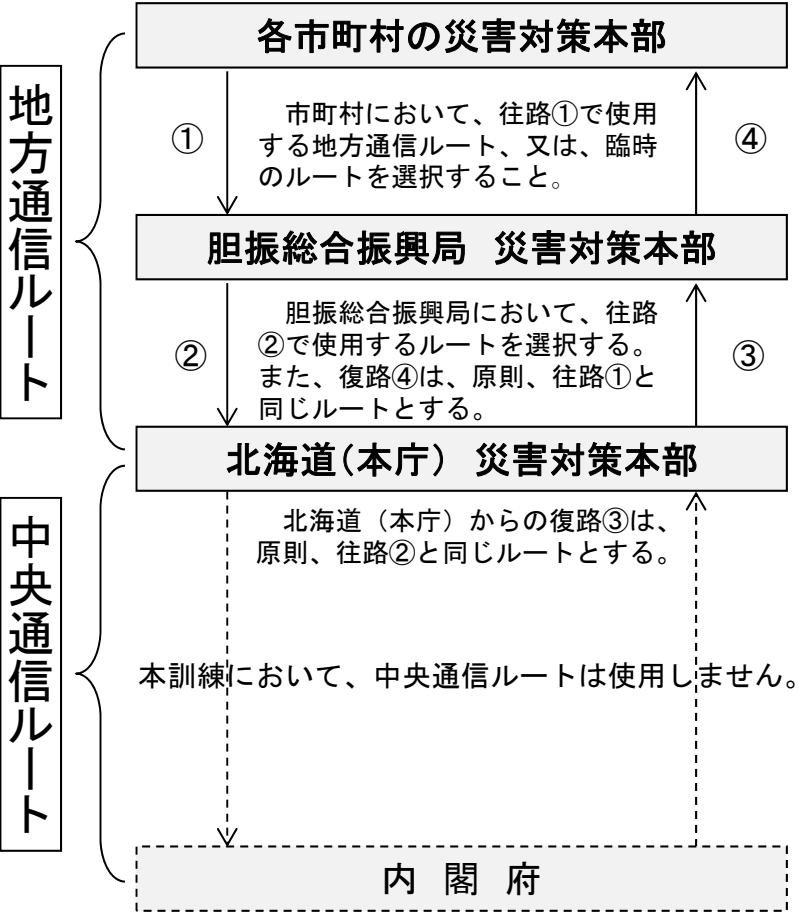 各市町村の災害対策本部
地方通信ルート
①
市町村において、往路①で使用
する地方通信ルート、又は、臨時
のルートを選択すること。
④
胆振総合振興局 災害対策本部
②
胆振総合振興局において、往路
②で使用するルートを選択する。
また、復路④は、原則、往路①と
同じルートとする。
③
北海道(本庁) 災害対策本部
中央通信ルート
北海道(本庁)からの復路③は、
原則、往路②と同じルートとする。
本訓練において、中央通信ルートは使用しません。
内 閣 府